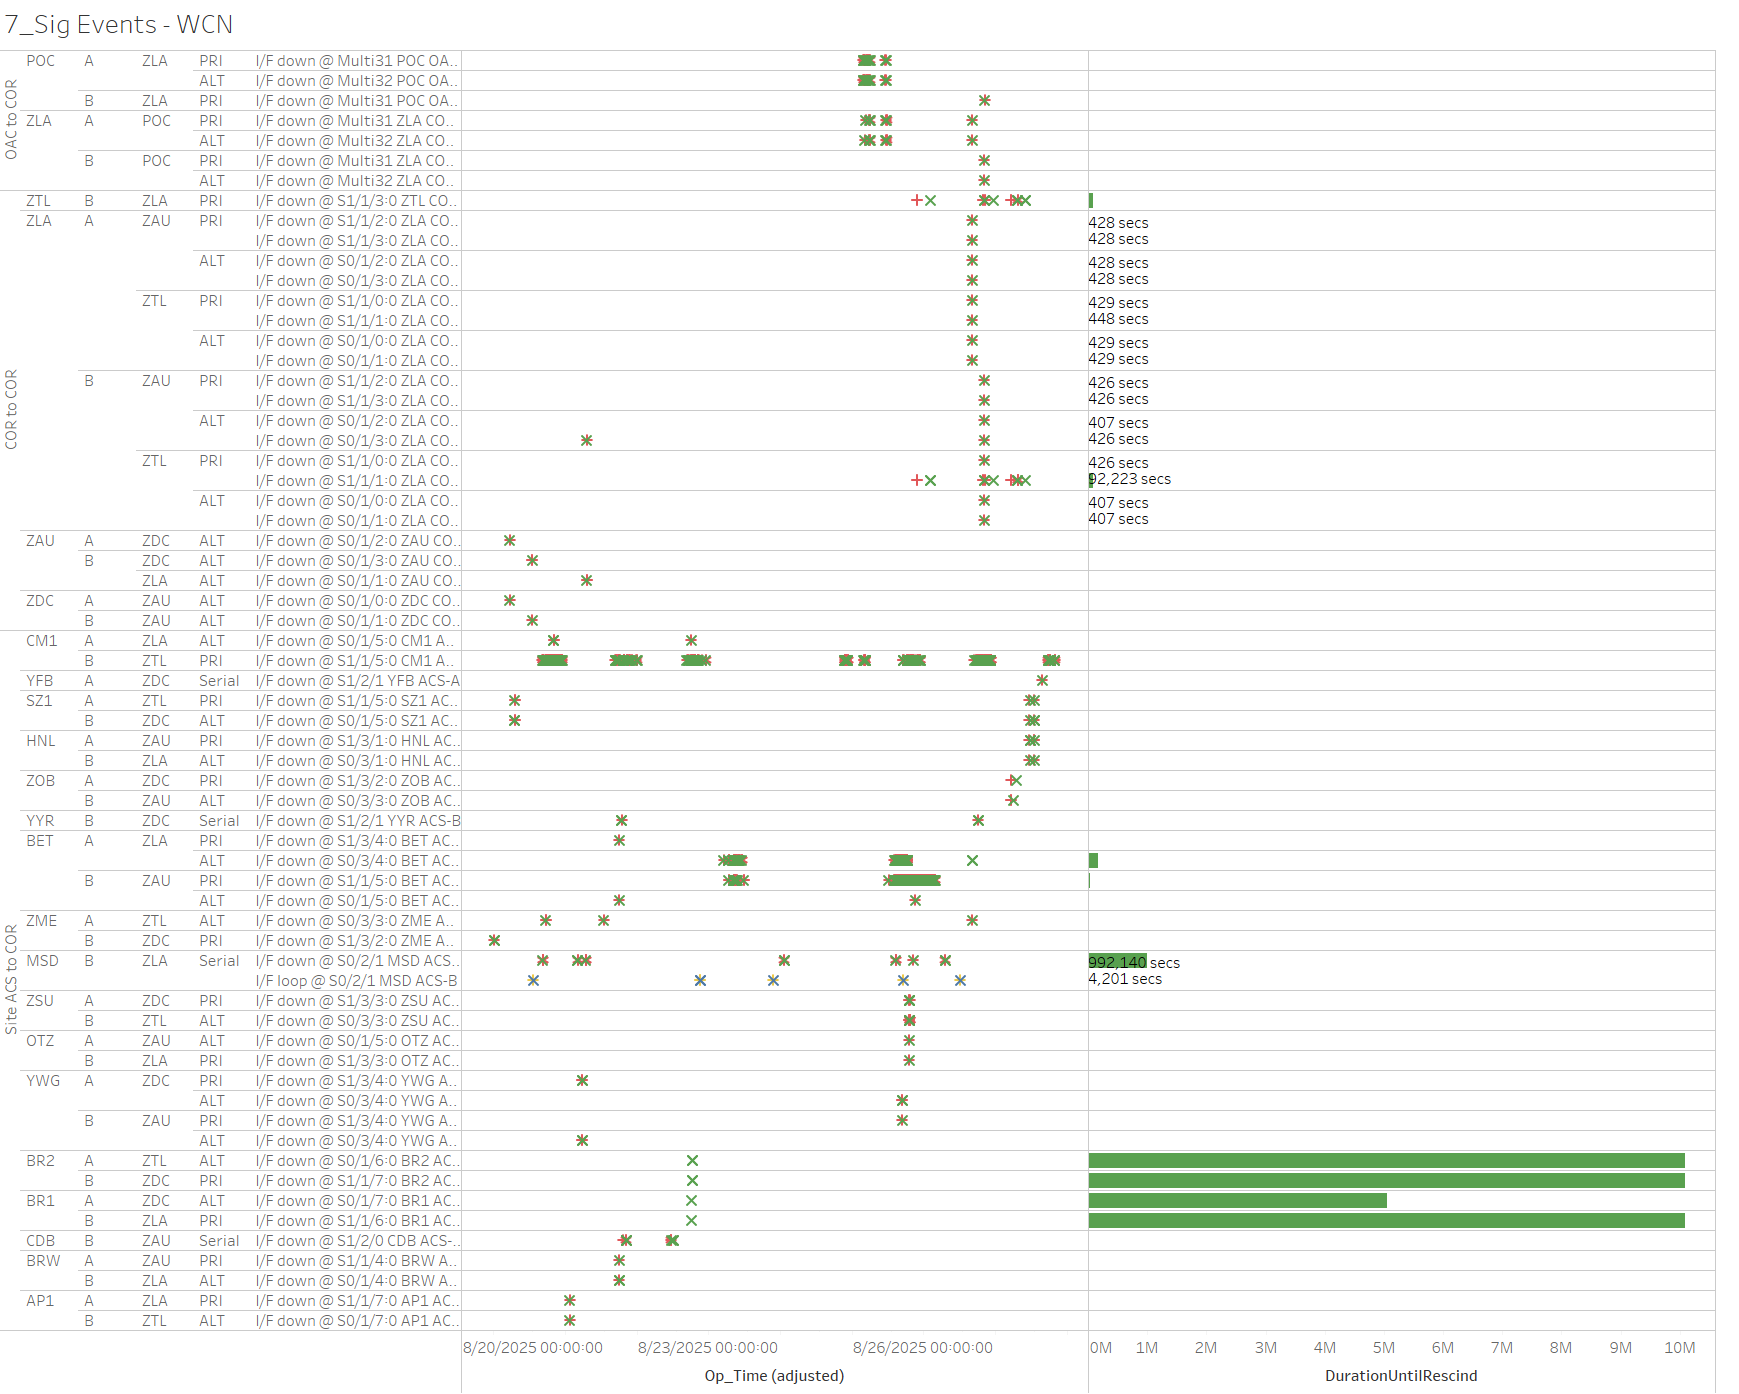 7_Sig Events - WCN
OAC to COR
POC A ZLA PRI I/F down @ Multi31 POC OA..
ALT I/F down @ Multi32 POC OA..
B ZLA PRI I/F down @ Multi31 POC OA..
ZLA A POC PRI I/F down @ Multi31 ZLA CO..
ALT I/F down @ Multi32 ZLA CO..
B POC PRI I/F down @ Multi31 ZLA CO..
ALT I/F down @ Multi32 ZLA CO..
COR to COR
ZTL B ZLA PRI I/F down @ S1/1/3:0 ZTL CO..
ZLA A ZAU PRI I/F down @ S1/1/2:0 ZLA CO.. 428 secs
I/F down @ S1/1/3:0 ZLA CO.. 428 secs
ALT I/F down @ S0/1/2:0 ZLA CO.. 428 secs
I/F down @ S0/1/3:0 ZLA CO.. 428 secs
ZTL PRI I/F down @ S1/1/0:0 ZLA CO.. 429 secs
I/F down @ S1/1/1:0 ZLA CO.. 448 secs
ALT I/F down @ S0/1/0:0 ZLA CO.. 429 secs
I/F down @ S0/1/1:0 ZLA CO.. 429 secs
B ZAU PRI I/F down @ S1/1/2:0 ZLA CO.. 426 secs
I/F down @ S1/1/3:0 ZLA CO.. 426 secs
ALT I/F down @ S0/1/2:0 ZLA CO.. 407 secs
I/F down @ S0/1/3:0 ZLA CO.. 426 secs
ZTL PRI I/F down @ S1/1/0:0 ZLA CO.. 426 secs
I/F down @ S1/1/1:0 ZLA CO.. 92,223 secs
ALT I/F down @ S0/1/0:0 ZLA CO.. 407 secs
I/F down @ S0/1/1:0 ZLA CO.. 407 secs
ZAU A ZDC ALT I/F down @ S0/1/2:0 ZAU CO..
B ZDC ALT I/F down @ S0/1/3:0 ZAU CO..
ZLA ALT I/F down @ S0/1/1:0 ZAU CO..
ZDC A ZAU ALT I/F down @ S0/1/0:0 ZDC CO..
B ZAU ALT I/F down @ S0/1/1:0 ZDC CO..
Site ACS to COR
CM1 A ZLA ALT I/F down @ S0/1/5:0 CM1 A..
B ZTL PRI I/F down @ S1/1/5:0 CM1 A..
YFB A ZDC Serial I/F down @ S1/2/1 YFB ACS-A
SZ1 A ZTL PRI I/F down @ S1/1/5:0 SZ1 AC..
B ZDC ALT I/F down @ S0/1/5:0 SZ1 AC..
HNL A ZAU PRI I/F down @ S1/3/1:0 HNL AC..
B ZLA ALT I/F down @ S0/3/1:0 HNL AC..
ZOB A ZDC PRI I/F down @ S1/3/2:0 ZOB AC..
B ZAU ALT I/F down @ S0/3/3:0 ZOB AC..
YYR B ZDC Serial I/F down @ S1/2/1 YYR ACS-B
BET A ZLA PRI I/F down @ S1/3/4:0 BET AC..
ALT I/F down @ S0/3/4:0 BET AC..
B ZAU PRI I/F down @ S1/1/5:0 BET AC..
ALT I/F down @ S0/1/5:0 BET AC..
ZME A ZTL ALT I/F down @ S0/3/3:0 ZME A..
B ZDC PRI I/F down @ S1/3/2:0 ZME A..
MSD B ZLA Serial I/F down @ S0/2/1 MSD ACS.. 992,140 secs
I/F loop @ S0/2/1 MSD ACS-B 4,201 secs
ZSU A ZDC PRI I/F down @ S1/3/3:0 ZSU AC..
B ZTL ALT I/F down @ S0/3/3:0 ZSU AC..
OTZ A ZAU ALT I/F down @ S0/1/5:0 OTZ AC..
B ZLA PRI I/F down @ S1/3/3:0 OTZ AC..
YWG A ZDC PRI I/F down @ S1/3/4:0 YWG A..
ALT I/F down @ S0/3/4:0 YWG A..
B ZAU PRI I/F down @ S1/3/4:0 YWG A..
ALT I/F down @ S0/3/4:0 YWG A..
BR2 A ZTL ALT I/F down @ S0/1/6:0 BR2 AC..
B ZDC PRI I/F down @ S1/1/7:0 BR2 AC..
BR1 A ZDC ALT I/F down @ S0/1/7:0 BR1 AC..
B ZLA PRI I/F down @ S1/1/6:0 BR1 AC..
CDB B ZAU Serial I/F down @ S1/2/0 CDB ACS-..
BRW A ZAU PRI I/F down @ S1/1/4:0 BRW A..
B ZLA ALT I/F down @ S0/1/4:0 BRW A..
AP1 A ZLA PRI I/F down @ S1/1/7:0 AP1 AC..
B ZTL ALT I/F down @ S0/1/7:0 AP1 AC..
8/20/2025 00:00:00 8/23/2025 00:00:00 8/26/2025 00:00:00 0M 1M 2M 3M 4M 5M 6M 7M 8M 9M 10M
Op_Time (adjusted) DurationUntilRescind